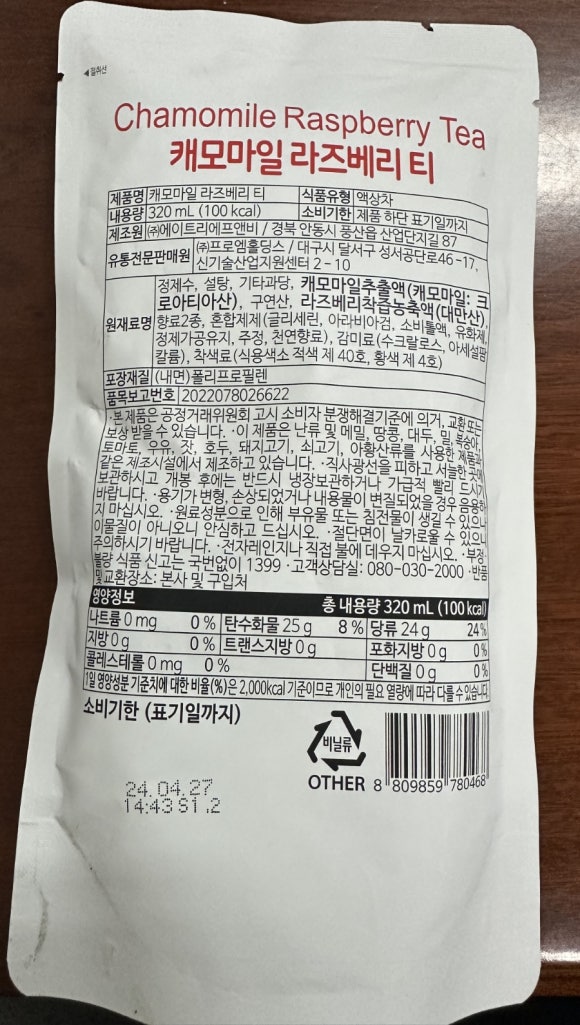 ◀절취선
Chamomile Raspberry Tea
캐모마일 라즈베리 티
제품명 캐모마일 라즈베리 티 식품유형 액상차
내용량 320 mL (100 kcal) 소비기한 제품 하단 표기일까지
제조원 ㈜에이트리에프앤비 / 경북 안동시 풍산읍 산업단지길 87
유통전문판매원 ㈜프로엠홀딩스 / 대구시 달서구 성서공단로46-17,
신기술산업지원센터 2-10
원재료명 정제수, 설탕, 기타과당, 캐모마일추출액(캐모마일: 크
로아티아산), 구연산, 라즈베리착즙농축액(대만산),
향료2종, 혼합제제(글리세린, 아라비아검, 소비톨액, 유화제,
정제가공유지, 주정, 천연향료), 감미료(수크랄로스, 아세설팜
칼륨), 착색료(식용색소 적색 제 40호, 황색 제 4호)
포장재질 (내면)폴리프로필렌
품목보고번호 2022078026622
·본 제품은 공정거래위원회 고시 소비자 분쟁해결기준에 의거, 교환 또는
보상 받을 수 있습니다. ·이 제품은 난류 및 메밀, 땅콩, 대두, 밀, 복숭아,
토마토, 우유, 잣, 호두, 돼지고기, 쇠고기, 아황산류를 사용한 제품과
같은 제조시설에서 제조하고 있습니다. ·직사광선을 피하고 서늘한 곳에
보관하시고 개봉 후에는 반드시 냉장보관하거나 가급적 빨리 드시기
바랍니다. ·용기가 변형, 손상되었거나 내용물이 변질되었을 경우 음용하
지 마십시오. ·원료성분으로 인해 부유물 또는 침전물이 생길 수 있으나
이물질이 아니오니 안심하고 드십시오. ·절단면이 날카로울 수 있으니
주의하시기 바랍니다. ·전자레인지나 직접 불에 데우지 마십시오. ·부정·
불량 식품 신고는 국번없이 1399 ·고객상담실: 080-030-2000 ·반품
및 교환장소: 본사 및 구입처
영양정보 총 내용량 320 mL (100 kcal)
나트륨 0 mg 0 % 탄수화물 25 g 8 % 당류 24 g 24 %
지방 0 g 0 % 트랜스지방 0 g 포화지방 0 g 0 %
콜레스테롤 0 mg 0 % 단백질 0 g 0 %
1일 영양성분 기준치에 대한 비율(%)은 2,000kcal 기준이므로 개인의 필요 열량에 따라 다를 수 있습니다.
소비기한 (표기일까지)
비닐류
OTHER
8 809859 780468
24.04.27
14:43 S1.2